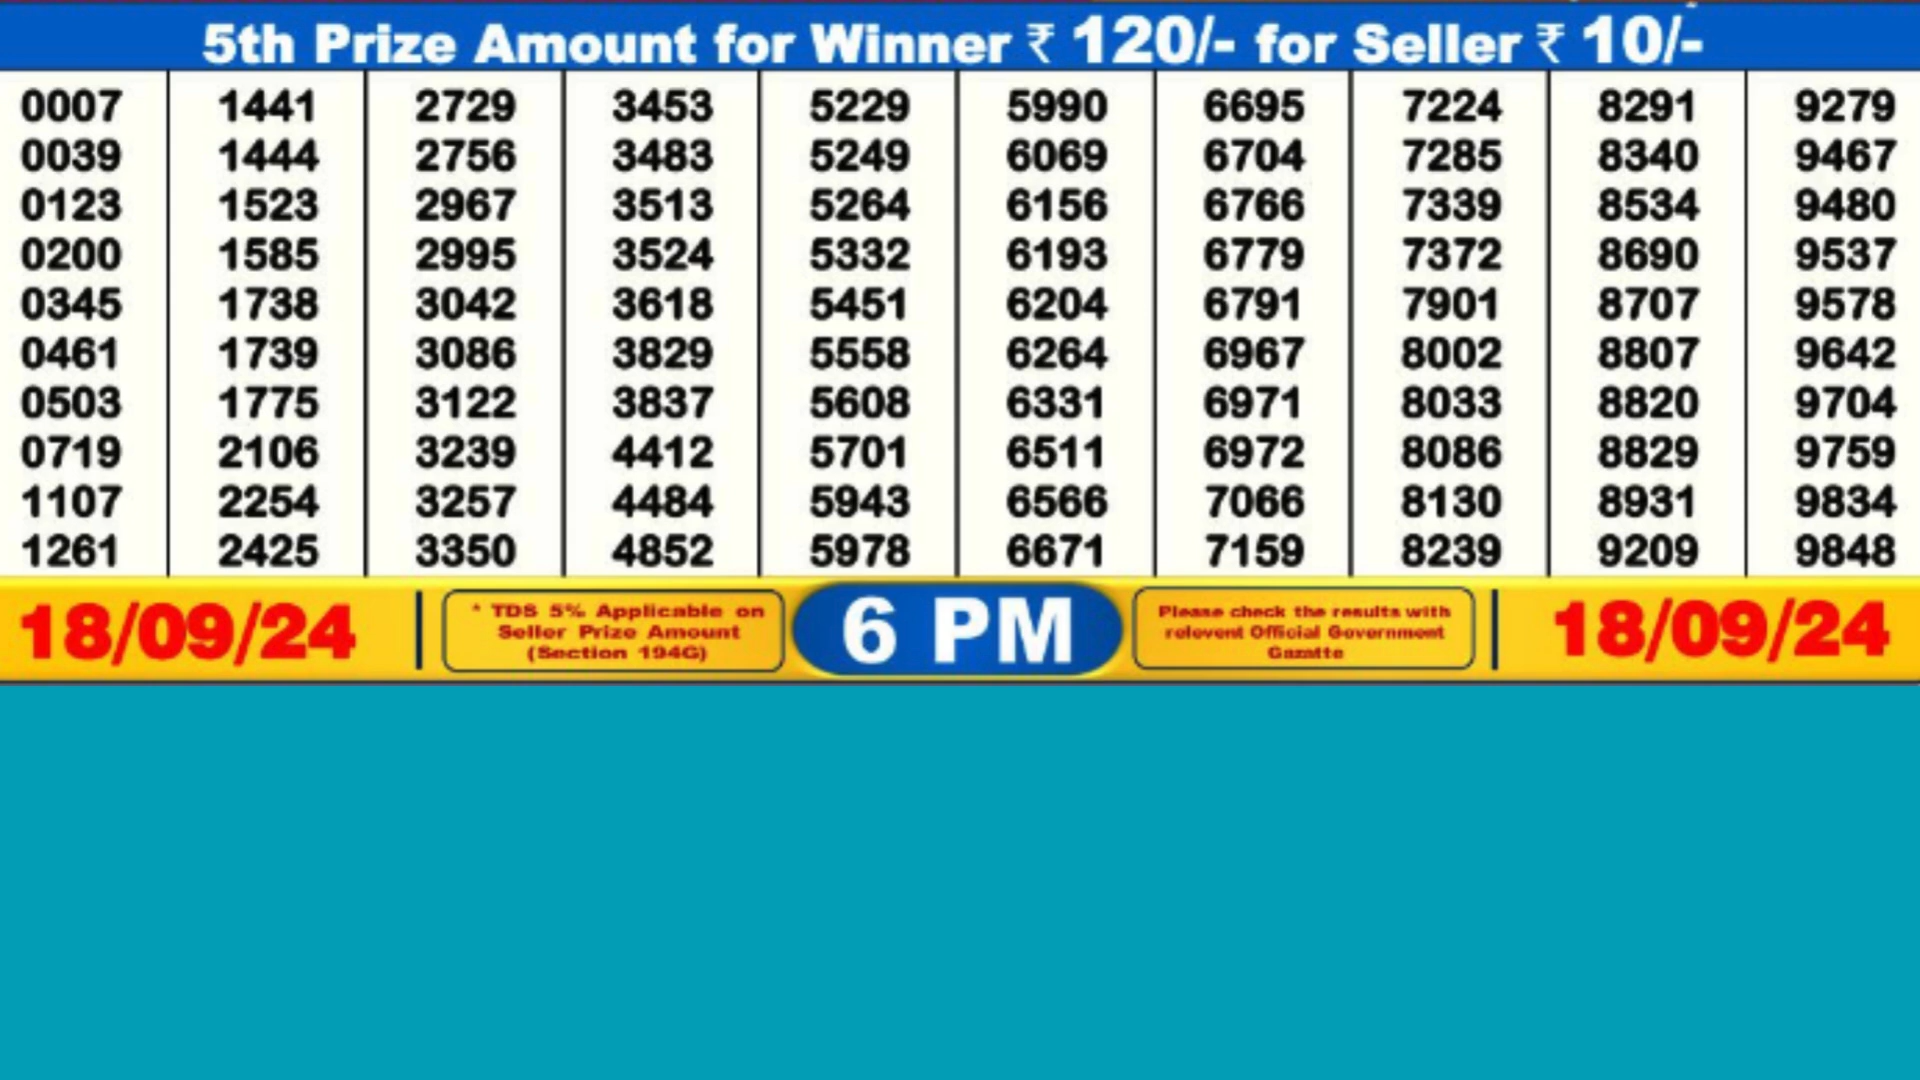 5th Prize Amount for Winner ₹ 120/- for Seller ₹ 10/-
0007 1441 2729 3453 5229 5990 6695 7224 8291 9279
0039 1444 2756 3483 5249 6069 6704 7285 8340 9467
0123 1523 2967 3513 5264 6156 6766 7339 8534 9480
0200 1585 2995 3524 5332 6193 6779 7372 8690 9537
0345 1738 3042 3618 5451 6204 6791 7901 8707 9578
0461 1739 3086 3829 5558 6264 6967 8002 8807 9642
0503 1775 3122 3837 5608 6331 6971 8033 8820 9704
0719 2106 3239 4412 5701 6511 6972 8086 8829 9759
1107 2254 3257 4484 5943 6566 7066 8130 8931 9834
1261 2425 3350 4852 5978 6671 7159 8239 9209 9848
18/09/24
* TDS 5% Applicable on
Seller Prize Amount
(Section 194G)
6 PM
Please check the results with
relevent Official Government
Gazatte
18/09/24